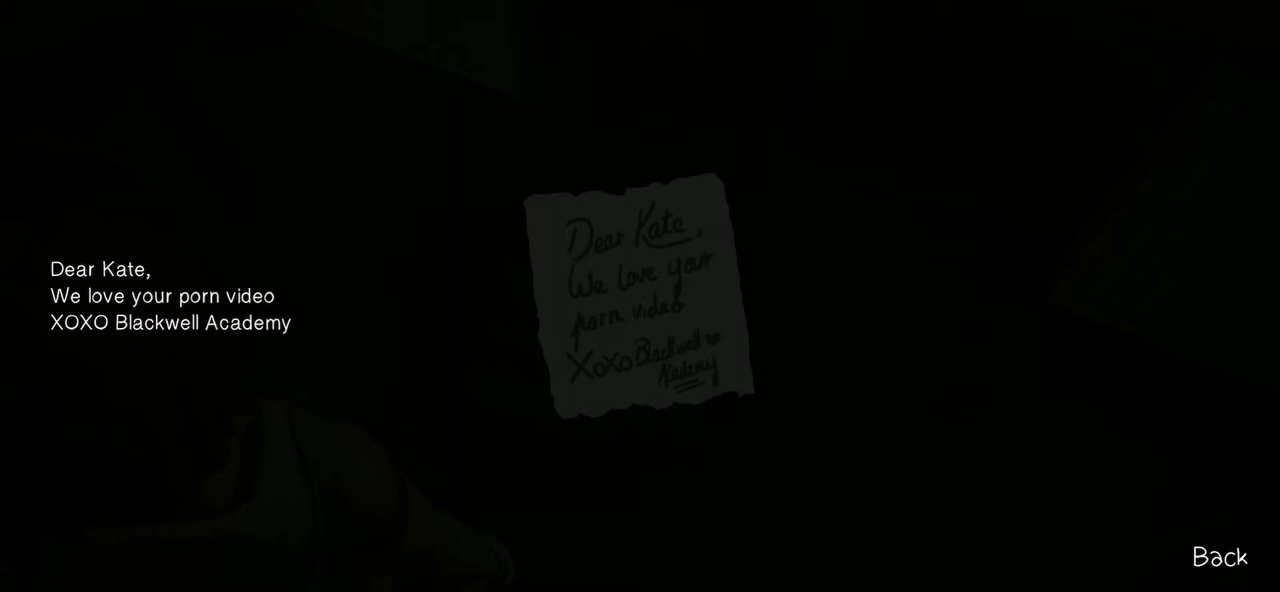 Dear Kate,
We love your porn video
XOXO Blackwell Academy
Dear Kate,
We love your
porn video
XoXo Blackwell
Academy
Back